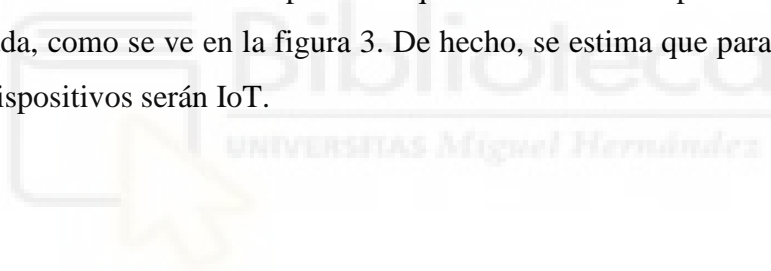 da, como se ve en la figura 3. De hecho, se estima que para
ispositivos serán IoT.
Biblioteca
UNIVERSITAS Miguel Hernández